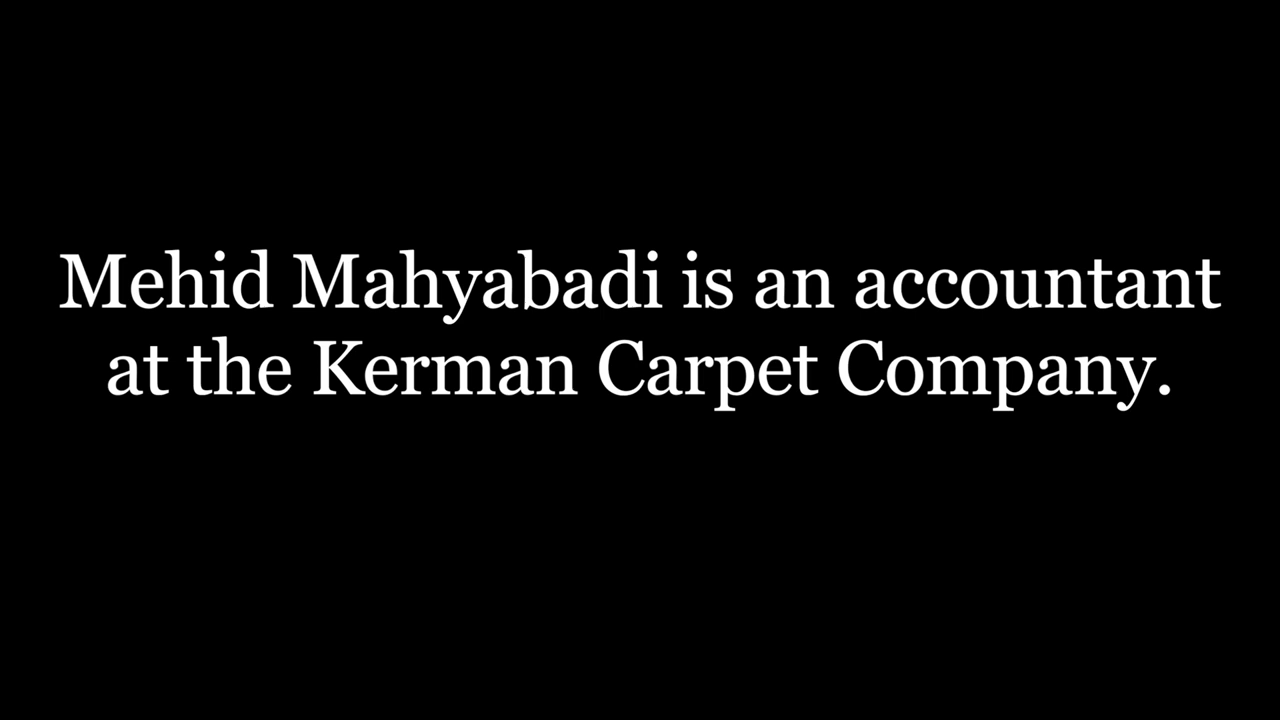 Mehid Mahyabadi is an accountant
at the Kerman Carpet Company.